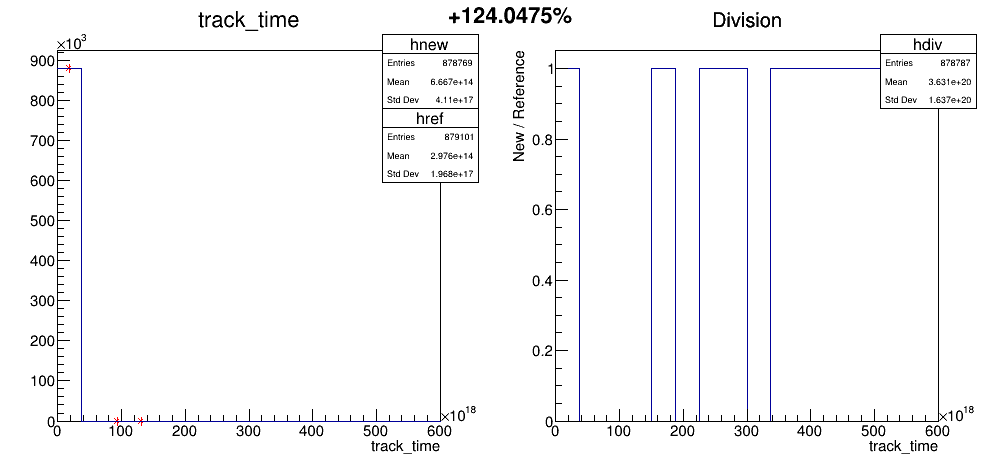 +124.0475%
track_time
×10³
hnew
Entries 878769
Mean 6.667e+14
Std Dev 4.11e+17
href
Entries 879101
Mean 2.976e+14
Std Dev 1.968e+17
900
800
700
600
500
400
300
200
100
0
0 100 200 300 400 500 600
×10¹⁸
track_time
Division
hdiv
Entries 878787
Mean 3.631e+20
Std Dev 1.637e+20
New / Reference
1
0.8
0.6
0.4
0.2
0
0 100 200 300 400 500 600
×10¹⁸
track_time